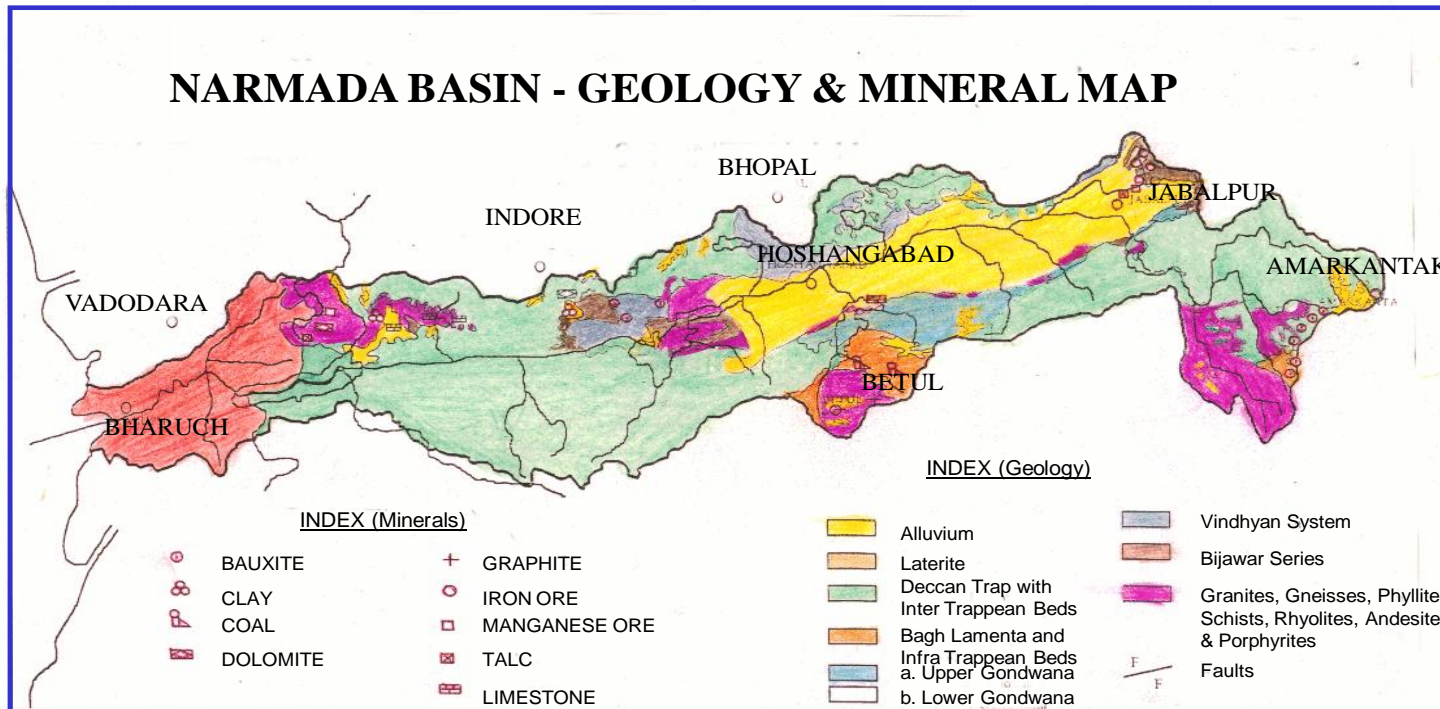 NARMADA BASIN - GEOLOGY & MINERAL MAP
BHOPAL
JABALPUR
INDORE
HOSHANGABAD
HOSHANGABAD
AMARKANTAK
VADODARA
BETUL
BHARUCH
INDEX (Minerals)
BAUXITE
CLAY
COAL
DOLOMITE
GRAPHITE
IRON ORE
MANGANESE ORE
TALC
LIMESTONE
INDEX (Geology)
Alluvium
Laterite
Deccan Trap with
Inter Trappean Beds
Bagh Lamenta and
Infra Trappean Beds
a. Upper Gondwana
b. Lower Gondwana
Vindhyan System
Bijawar Series
Granites, Gneisses, Phyllite
Schists, Rhyolites, Andesite
& Porphyrites
F
F
Faults